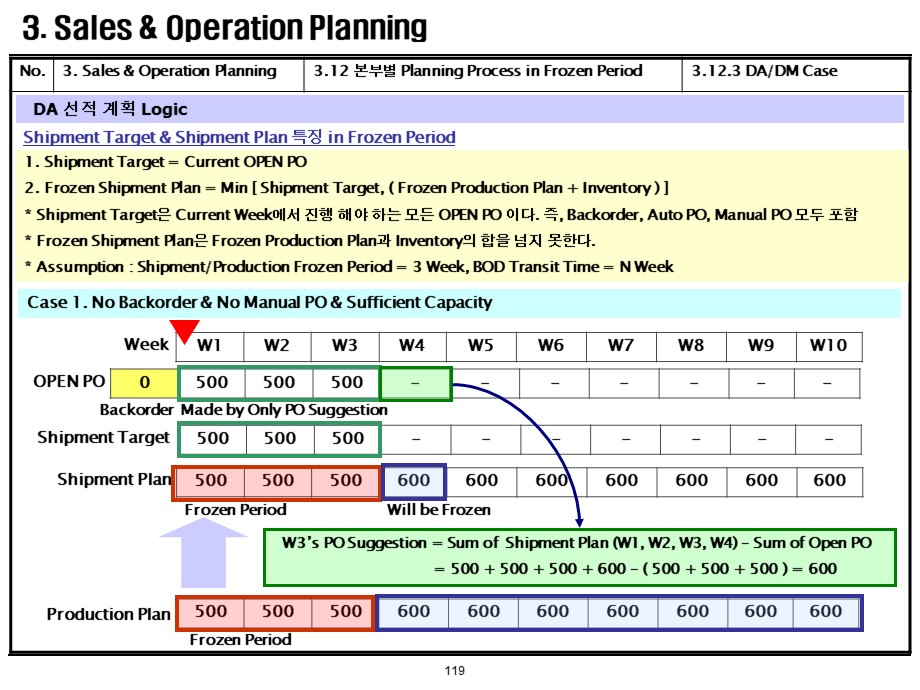 3. Sales & Operation Planning
No. 3. Sales & Operation Planning 3.12 본부별 Planning Process in Frozen Period 3.12.3 DA/DM Case
DA 선적 계획 Logic
Shipment Target & Shipment Plan 특징 in Frozen Period
1. Shipment Target = Current OPEN PO
2. Frozen Shipment Plan = Min [ Shipment Target, ( Frozen Production Plan + Inventory ) ]
* Shipment Target은 Current Week에서 진행 해야 하는 모든 OPEN PO 이다. 즉, Backorder, Auto PO, Manual PO 모두 포함
* Frozen Shipment Plan은 Frozen Production Plan과 Inventory의 합을 넘지 못한다.
* Assumption : Shipment/Production Frozen Period = 3 Week, BOD Transit Time = N Week
Case 1. No Backorder & No Manual PO & Sufficient Capacity
Week W1 W2 W3 W4 W5 W6 W7 W8 W9 W10
OPEN PO 0 500 500 500 - - - - - - -
Backorder Made by Only PO Suggestion
Shipment Target 500 500 500 - - - - - - -
Shipment Plan 500 500 500 600 600 600 600 600 600 600
Frozen Period Will be Frozen
W3's PO Suggestion = Sum of Shipment Plan (W1, W2, W3, W4) - Sum of Open PO
= 500 + 500 + 500 + 600 - ( 500 + 500 + 500 ) = 600
Production Plan 500 500 500 600 600 600 600 600 600 600
Frozen Period
119